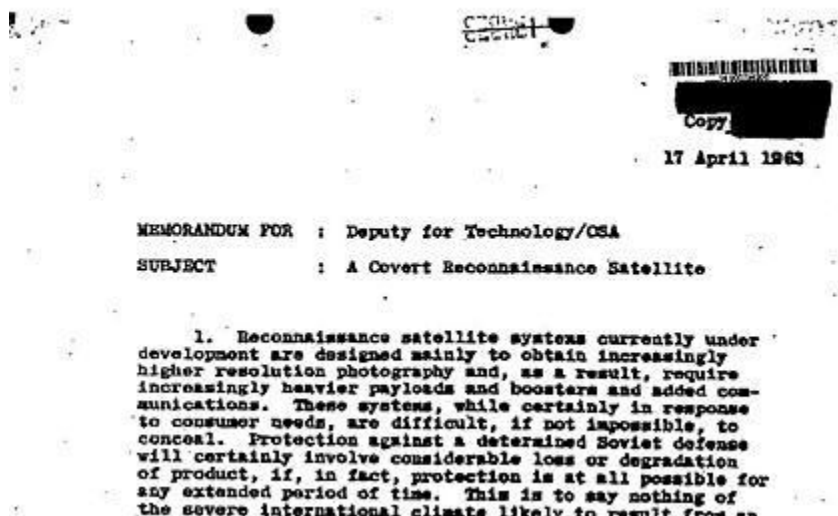 Copy
17 April 1963
MEMORANDUM FOR : Deputy for Technology/OSA
SUBJECT : A Covert Reconnaissance Satellite
1. Reconnaissance satellite systems currently under
development are designed mainly to obtain increasingly
higher resolution photography and, as a result, require
increasingly heavier payloads and boosters and added com-
munications. These systems, while certainly in response
to consumer needs, are difficult, if not impossible, to
conceal. Protection against a determined Soviet defense
will certainly involve considerable loss or degradation
of product, if, in fact, protection is at all possible for
any extended period of time. This is to say nothing of
the severe international climate likely to result from an